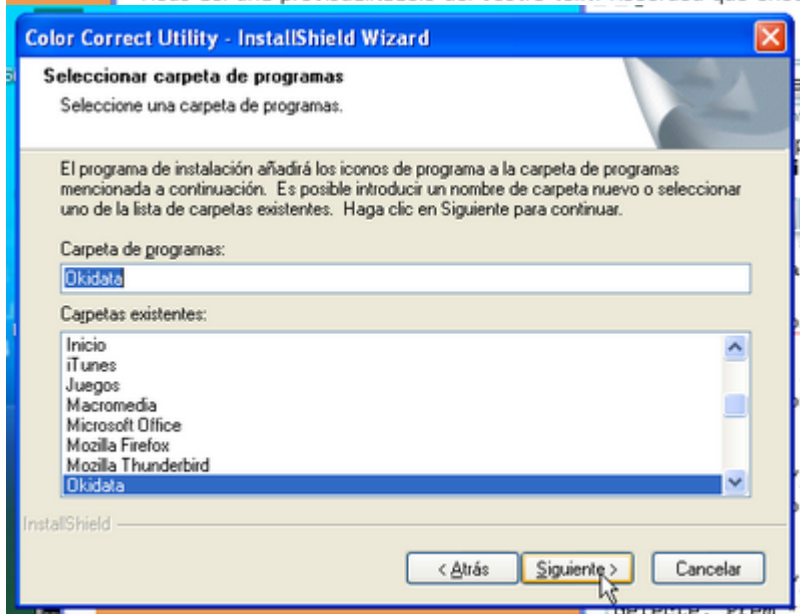 Color Correct Utility - InstallShield Wizard
Seleccionar carpeta de programas
Seleccione una carpeta de programas.
El programa de instalación añadirá los iconos de programa a la carpeta de programas
mencionada a continuación. Es posible introducir un nombre de carpeta nuevo o seleccionar
uno de la lista de carpetas existentes. Haga clic en Siguiente para continuar.
Carpeta de programas:
Okidata
Carpetas existentes:
Inicio
iTunes
Juegos
Macromedia
Microsoft Office
Mozilla Firefox
Mozilla Thunderbird
Okidata
InstallShield
< Atrás
Siguiente >
Cancelar